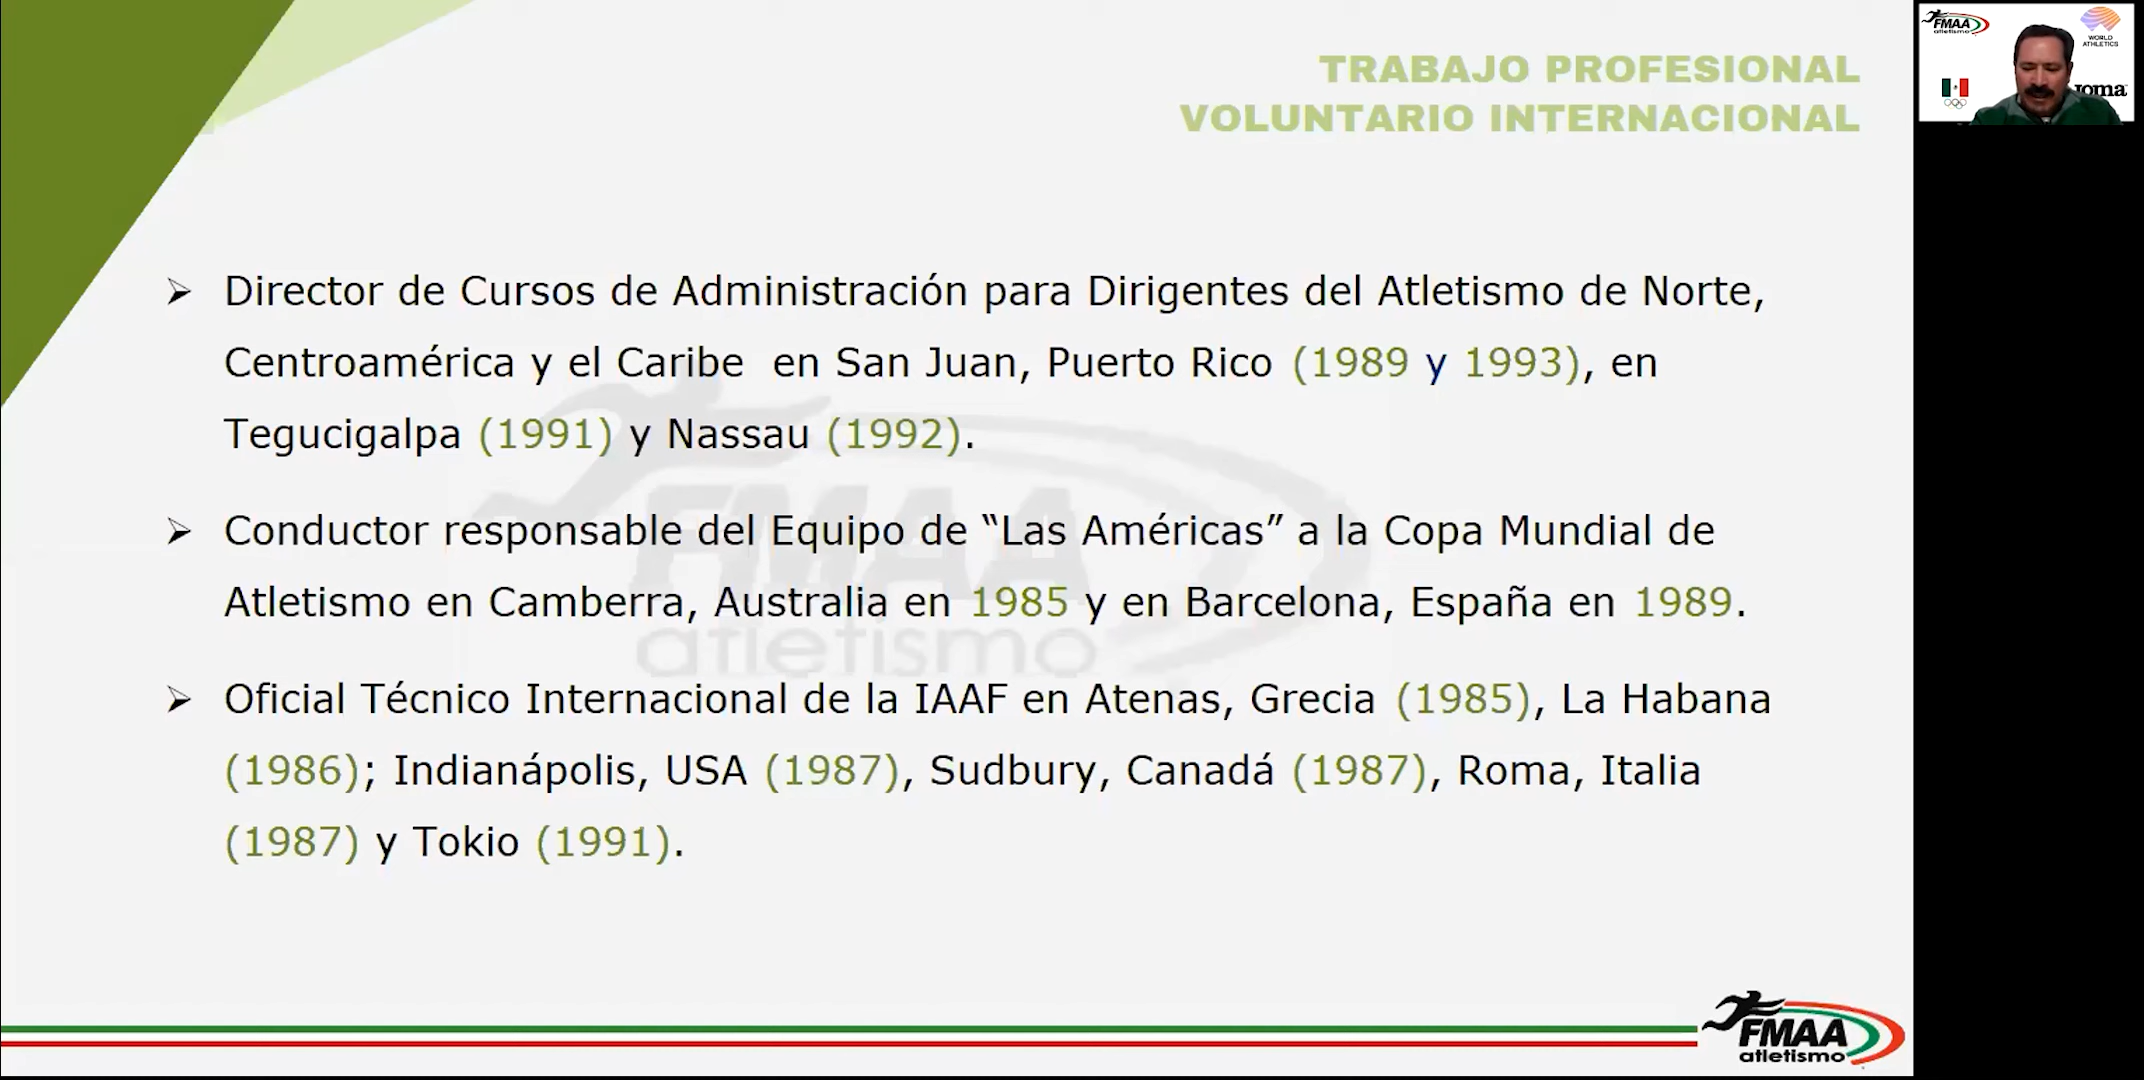 TRABAJO PROFESIONAL
VOLUNTARIO INTERNACIONAL
➢ Director de Cursos de Administración para Dirigentes del Atletismo de Norte,
Centroamérica y el Caribe en San Juan, Puerto Rico (1989 y 1993), en
Tegucigalpa (1991) y Nassau (1992).
➢ Conductor responsable del Equipo de “Las Américas” a la Copa Mundial de
Atletismo en Camberra, Australia en 1985 y en Barcelona, España en 1989.
➢ Oficial Técnico Internacional de la IAAF en Atenas, Grecia (1985), La Habana
(1986); Indianápolis, USA (1987), Sudbury, Canadá (1987), Roma, Italia
(1987) y Tokio (1991).
FMAA
atletismo
FMAA
atletismo
FMAA
atletismo
WORLD
ATHLETICS
Joma